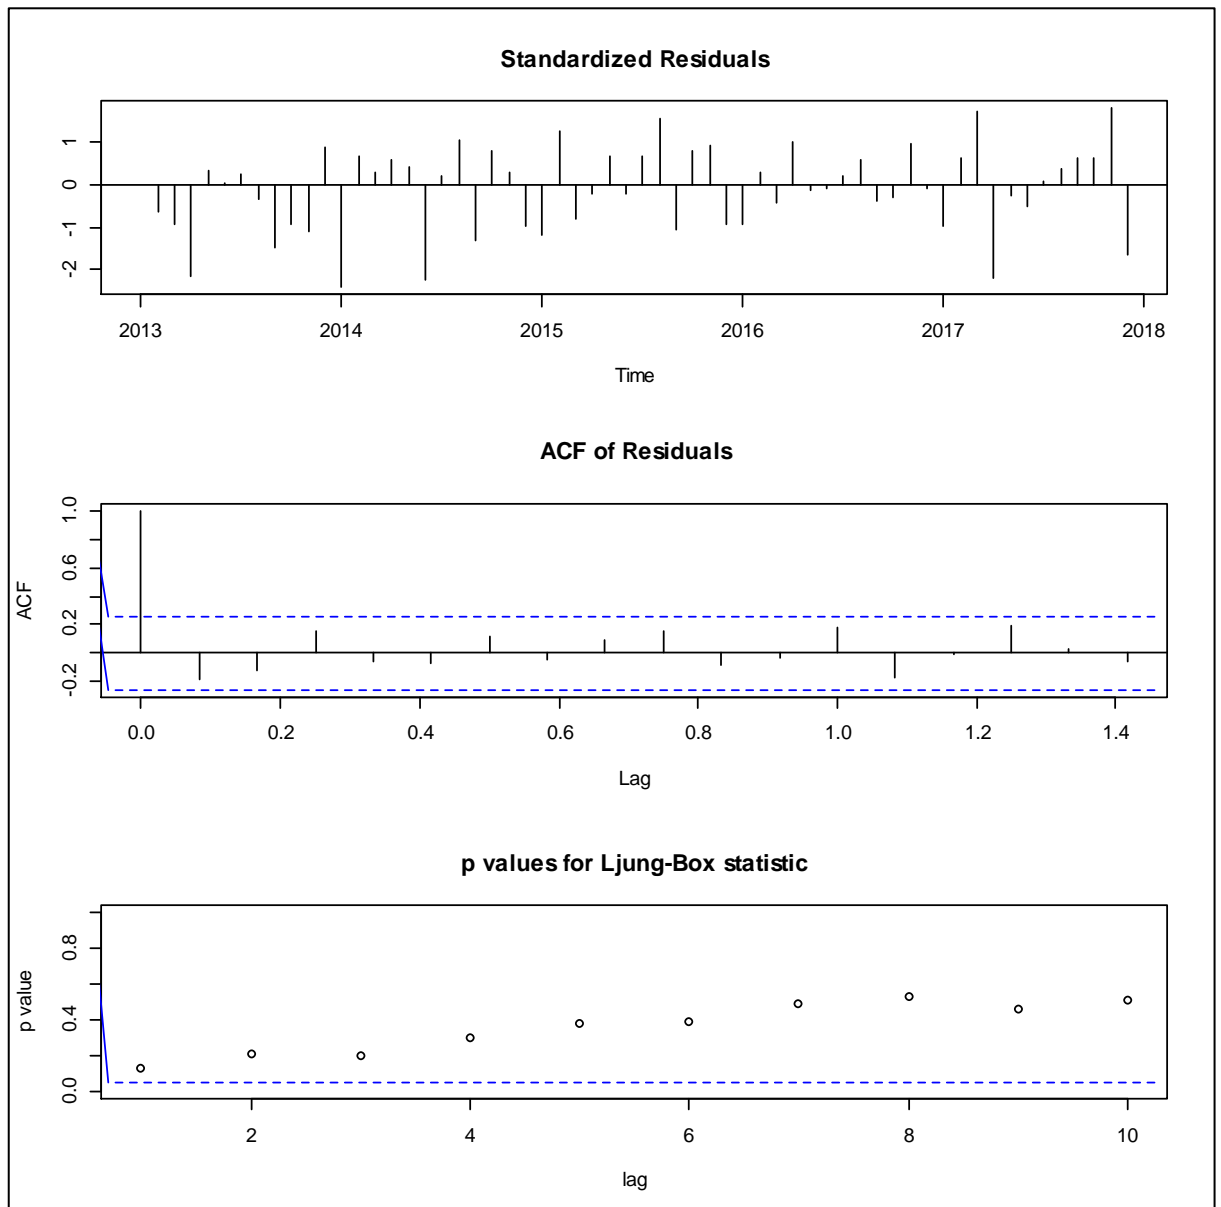 Standardized Residuals
1
0
-1
-2
2013 2014 2015 2016 2017 2018
Time
ACF of Residuals
ACF
1.0
0.6
0.2
-0.2
0.0 0.2 0.4 0.6 0.8 1.0 1.2 1.4
Lag
p values for Ljung-Box statistic
p value
0.8
0.4
0.0
2 4 6 8 10
lag